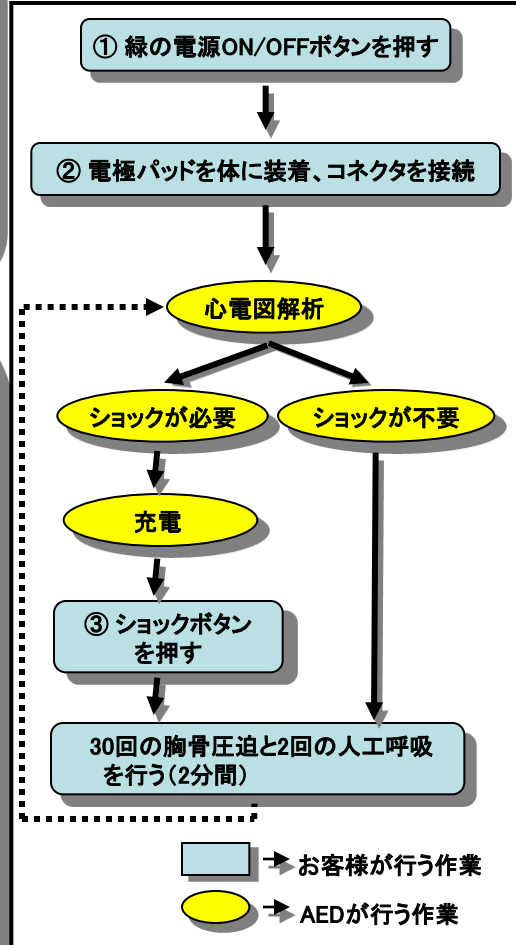 ① 緑の電源ON/OFFボタンを押す
② 電極パッドを体に装着、コネクタを接続
心電図解析
ショックが必要
ショックが不要
充電
③ ショックボタン
を押す
30回の胸骨圧迫と2回の人工呼吸
を行う(2分間)
お客様が行う作業
AEDが行う作業